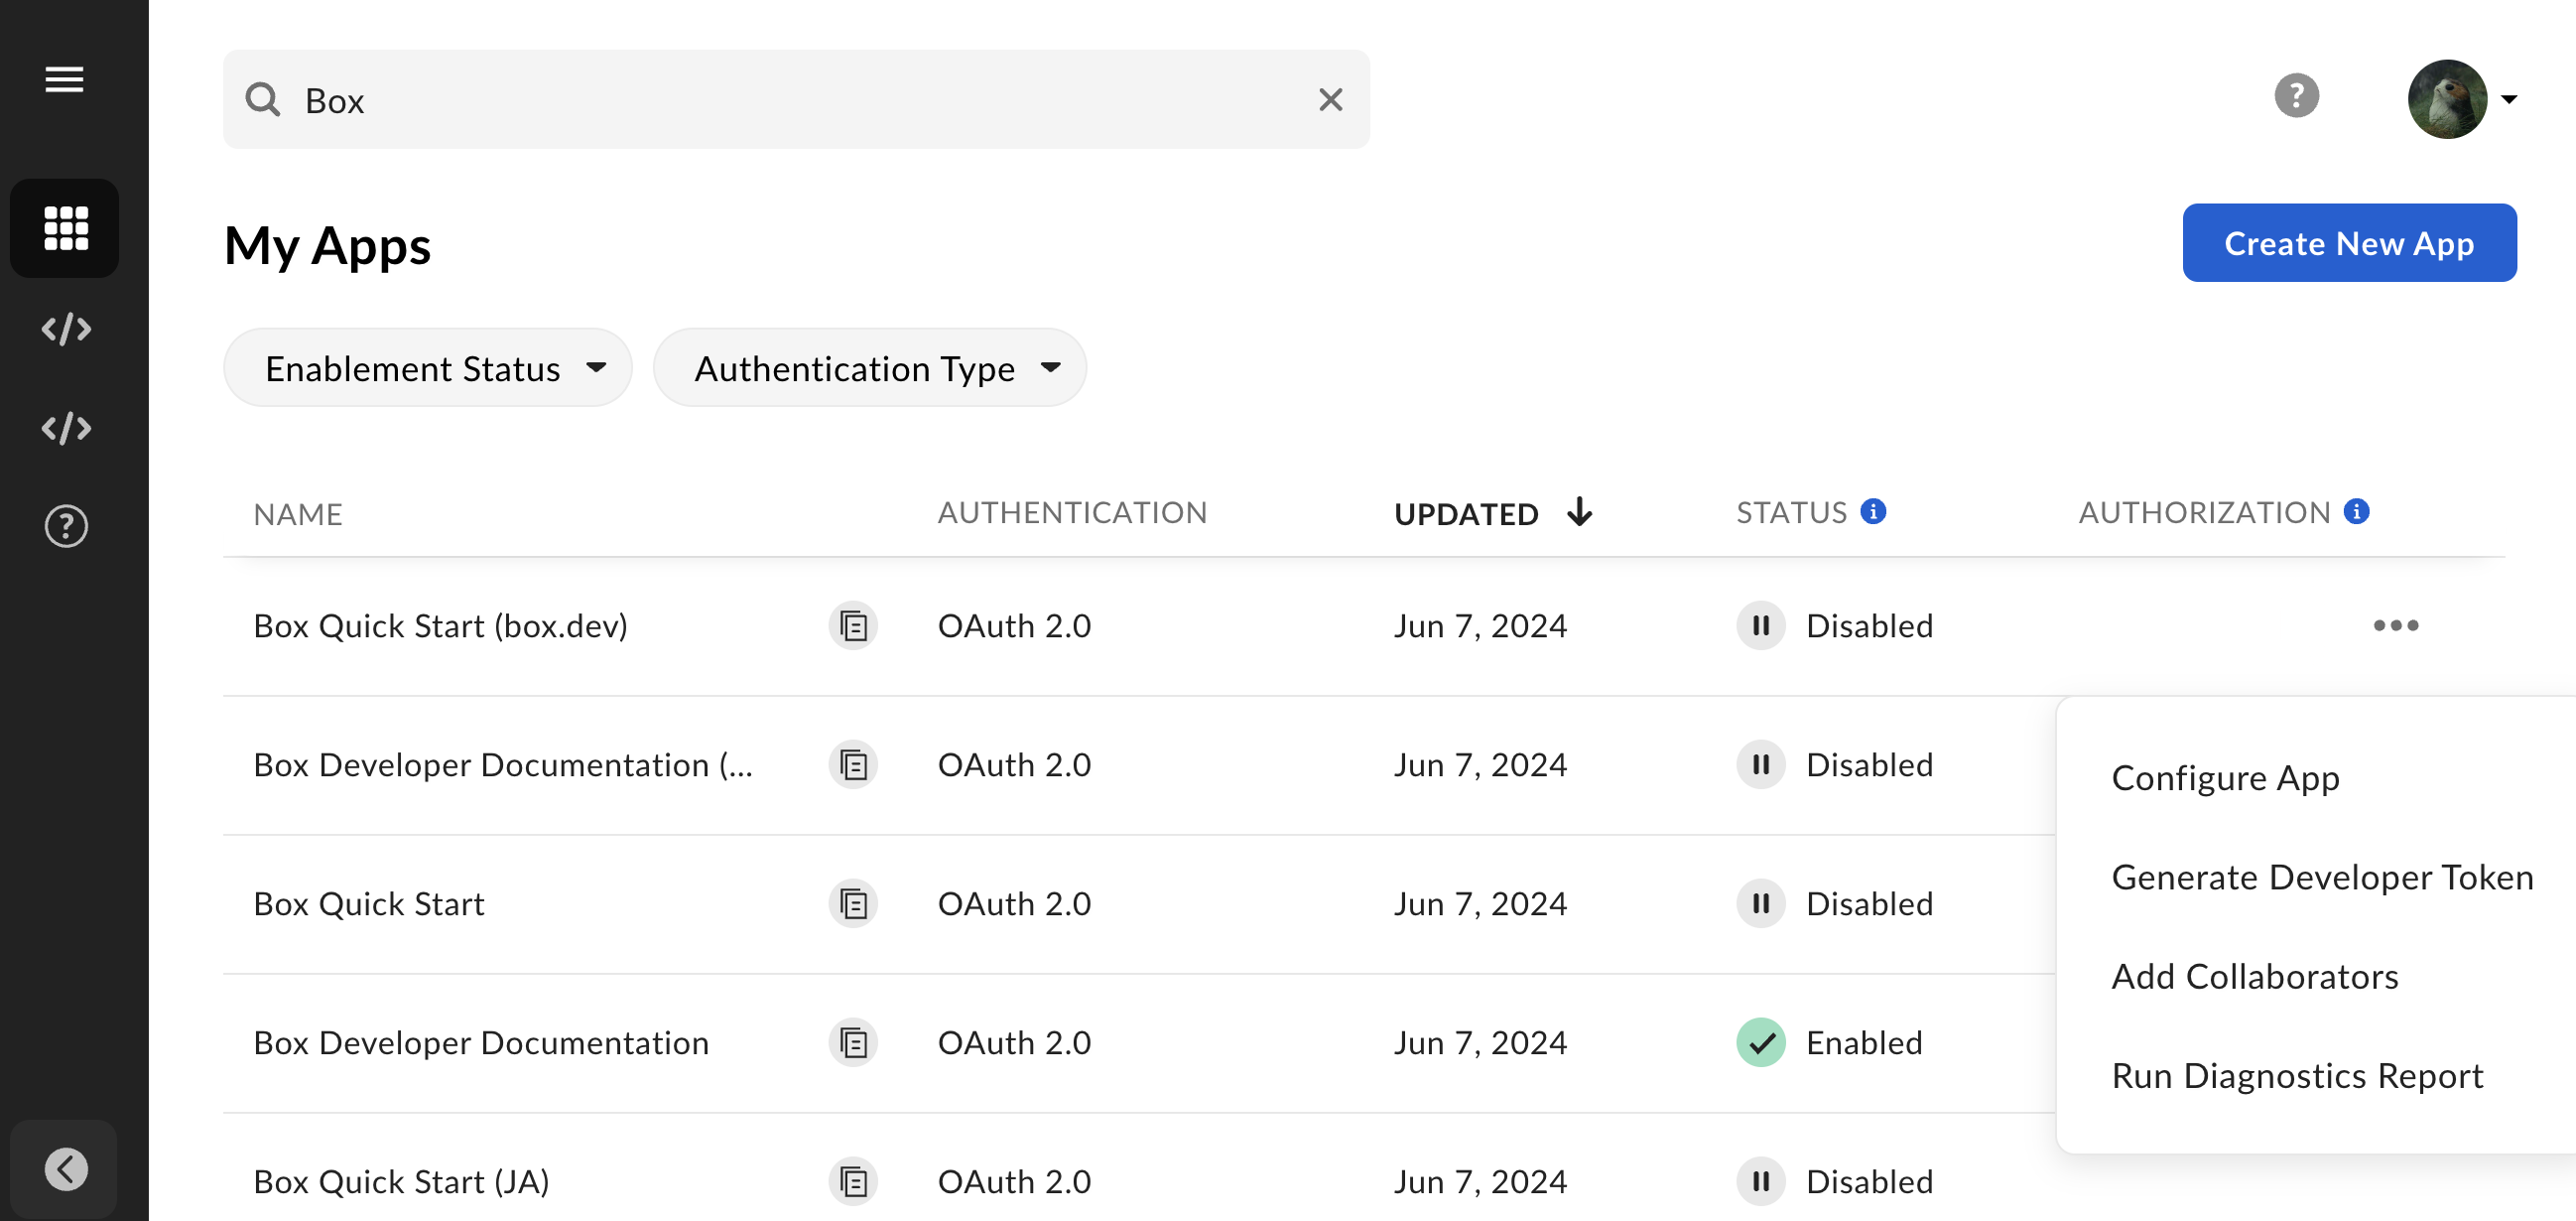 Box
My Apps
Create New App
Enablement Status
Authentication Type
NAME AUTHENTICATION UPDATED STATUS AUTHORIZATION
Box Quick Start (box.dev) OAuth 2.0 Jun 7, 2024 Disabled
Box Developer Documentation (... OAuth 2.0 Jun 7, 2024 Disabled
Box Quick Start OAuth 2.0 Jun 7, 2024 Disabled
Box Developer Documentation OAuth 2.0 Jun 7, 2024 Enabled
Box Quick Start (JA) OAuth 2.0 Jun 7, 2024 Disabled
Configure App
Generate Developer Token
Add Collaborators
Run Diagnostics Report